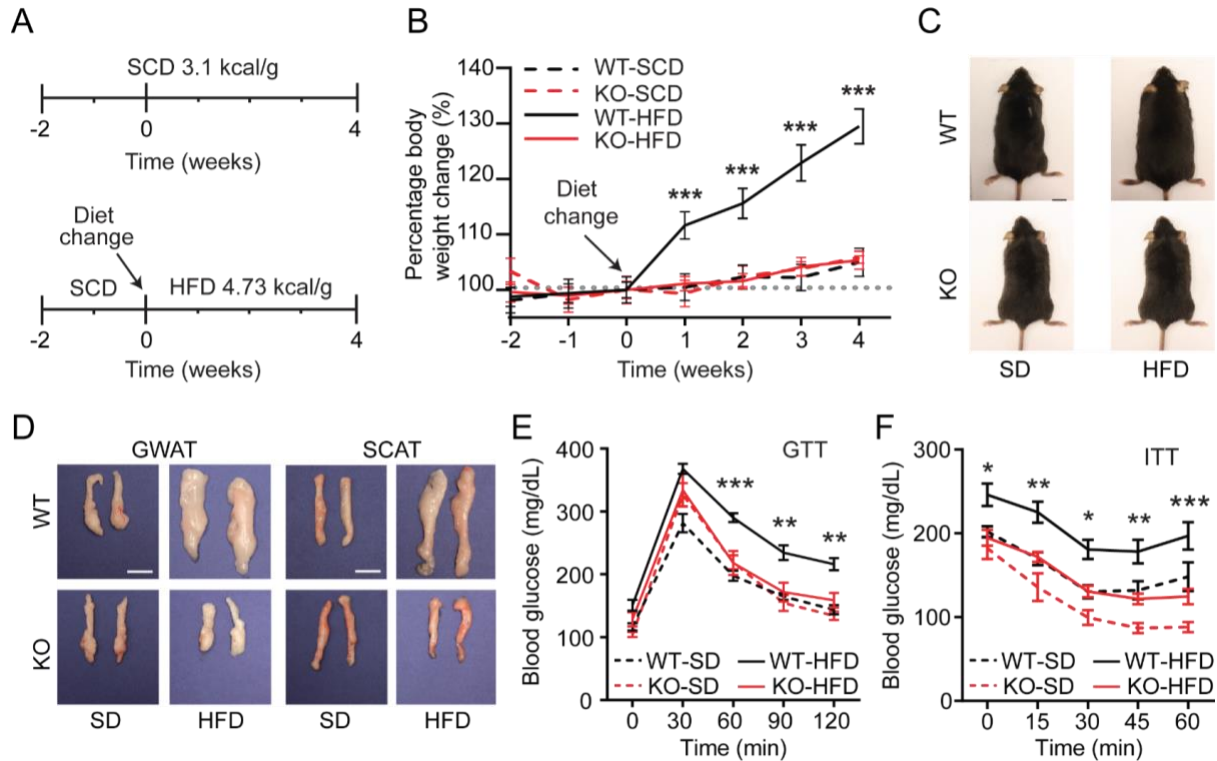 A
SCD 3.1 kcal/g
-2 0 4
Time (weeks)
Diet
change
SCD HFD 4.73 kcal/g
-2 0 4
Time (weeks)
B
Percentage body
weight change (%)
140
130
120
110
100
WT-SCD
KO-SCD
WT-HFD
KO-HFD
Diet
change
*** *** *** ***
-2 -1 0 1 2 3 4
Time (weeks)
C
WT
KO
SD HFD
D
GWAT SCAT
WT
KO
SD HFD SD HFD
E
GTT
Blood glucose (mg/dL)
400
300
200
100
0
*** ** **
WT-SD WT-HFD
KO-SD KO-HFD
0 30 60 90 120
Time (min)
F
ITT
Blood glucose (mg/dL)
300
200
100
0
* ** * ** ***
WT-SD WT-HFD
KO-SD KO-HFD
0 15 30 45 60
Time (min)